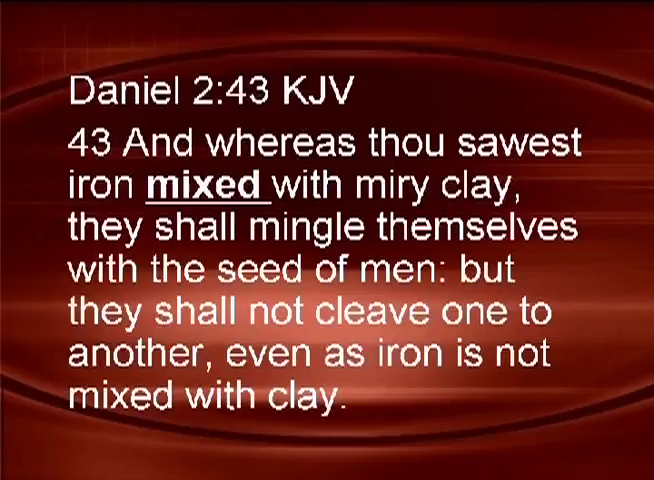 Daniel 2:43 KJV
43 And whereas thou sawest
iron mixed with miry clay,
they shall mingle themselves
with the seed of men: but
they shall not cleave one to
another, even as iron is not
mixed with clay.